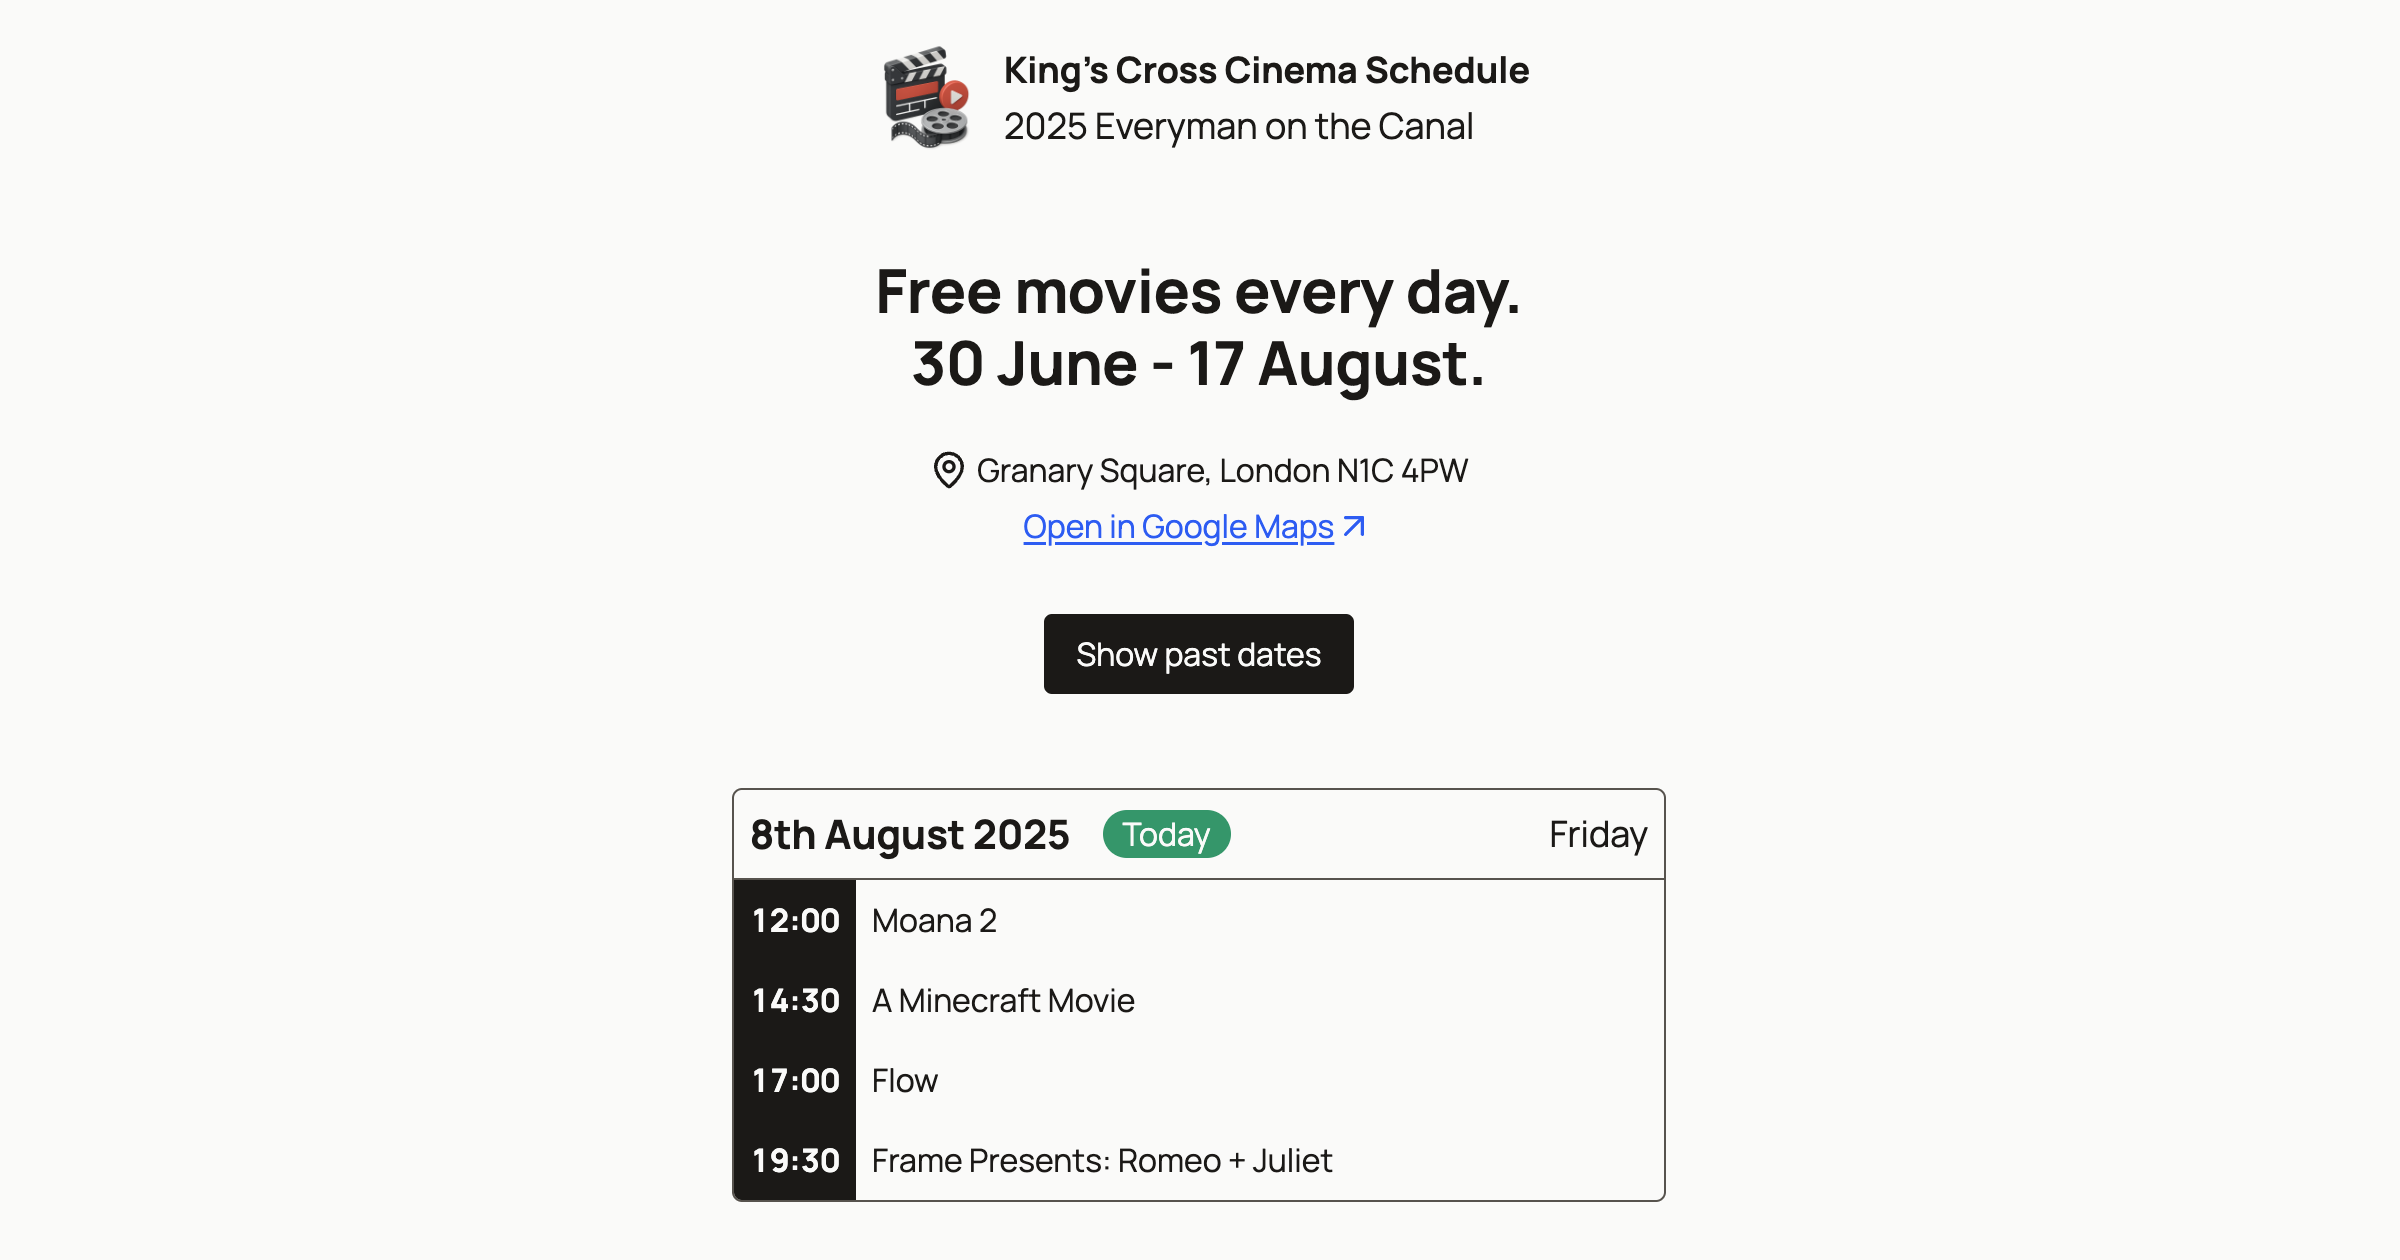 King's Cross Cinema Schedule
2025 Everyman on the Canal
Free movies every day.
30 June - 17 August.
Granary Square, London N1C 4PW
Open in Google Maps
Show past dates
8th August 2025 Today Friday
12:00 Moana 2
14:30 A Minecraft Movie
17:00 Flow
19:30 Frame Presents: Romeo + Juliet